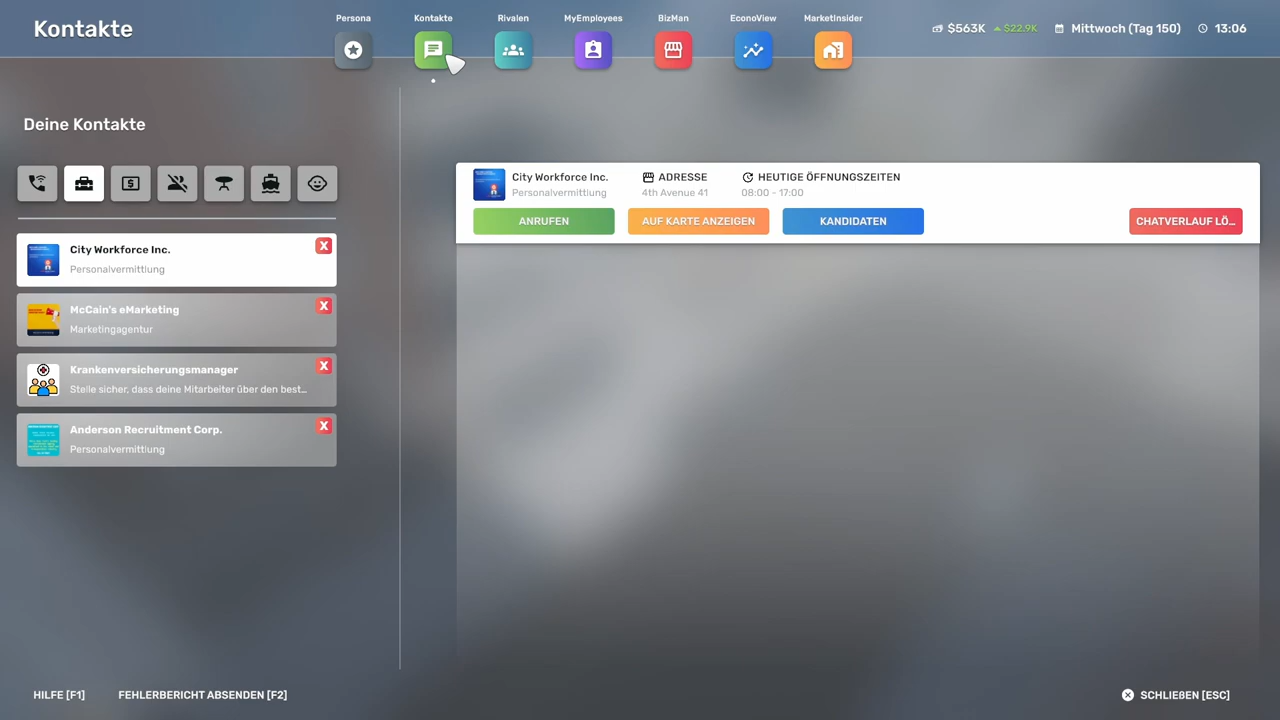 Kontakte
Persona
Kontakte
Rivalen
MyEmployees
BizMan
EconoView
MarketInsider
$563K
$22.9K
Mittwoch (Tag 150)
13:06
Deine Kontakte
City Workforce Inc.
Personalvermittlung
X
McCain's eMarketing
Marketingagentur
X
Krankenversicherungsmanager
Stelle sicher, dass deine Mitarbeiter über den best...
X
Anderson Recruitment Corp.
Personalvermittlung
X
City Workforce Inc.
Personalvermittlung
ADRESSE
4th Avenue 41
HEUTIGE ÖFFNUNGSZEITEN
08:00 - 17:00
ANRUFEN
AUF KARTE ANZEIGEN
KANDIDATEN
CHATVERLAUF LÖ...
HILFE [F1]
FEHLERBERICHT ABSENDEN [F2]
SCHLIEßEN [ESC]